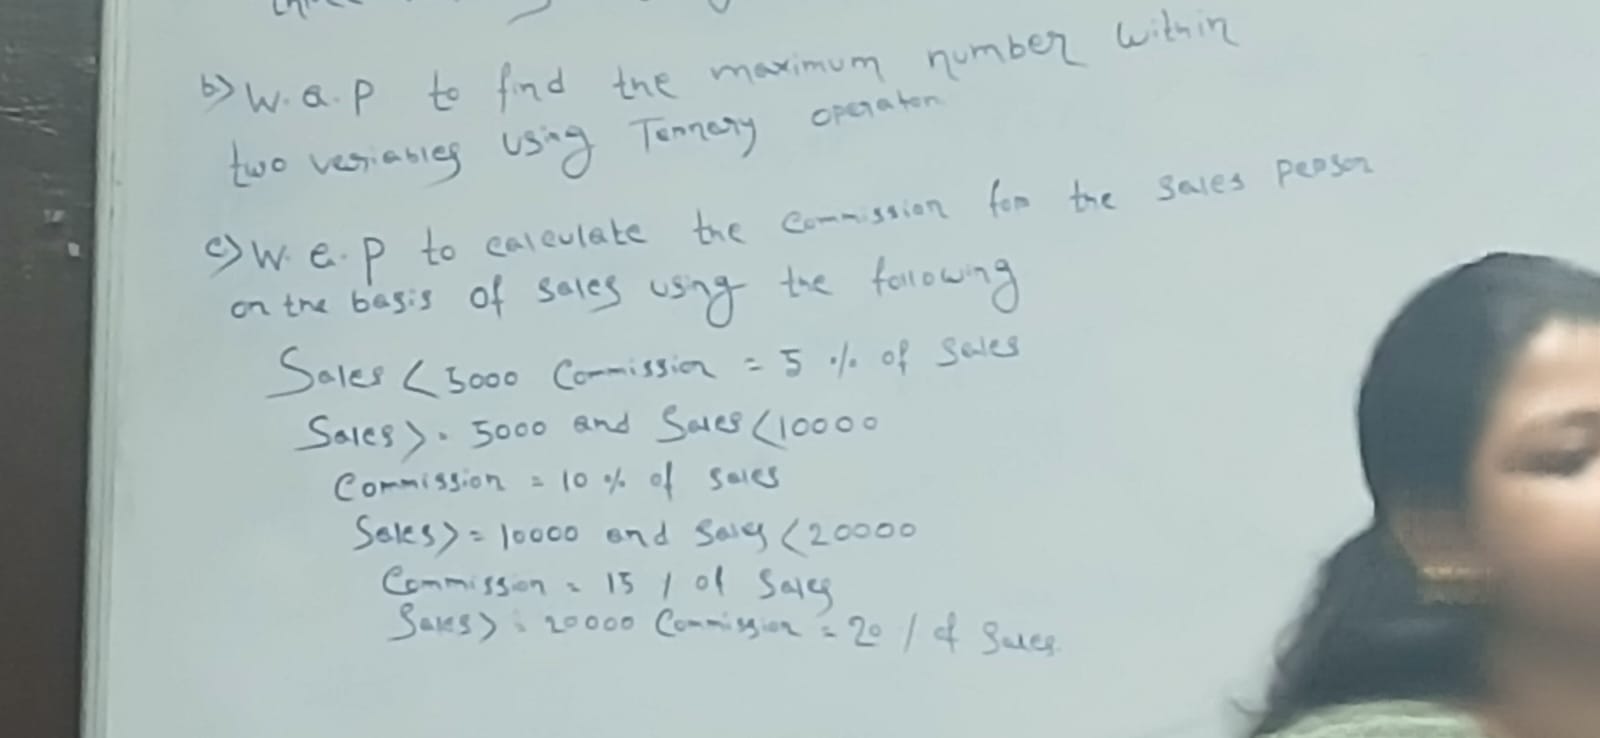 b) W.a.p to find the maximum number within
two variables using Ternary operator
c) W.a.p to calculate the Commission for the sales person
on the basis of sales using the following
Sales < 5000 Commission = 5 % of sales
Sales >= 5000 and Sales < 10000
Commission = 10 % of sales
Sales >= 10000 and Sales < 20000
Commission = 15 / of Sales
Sales >= 20000 Commission = 20 / of Sales.